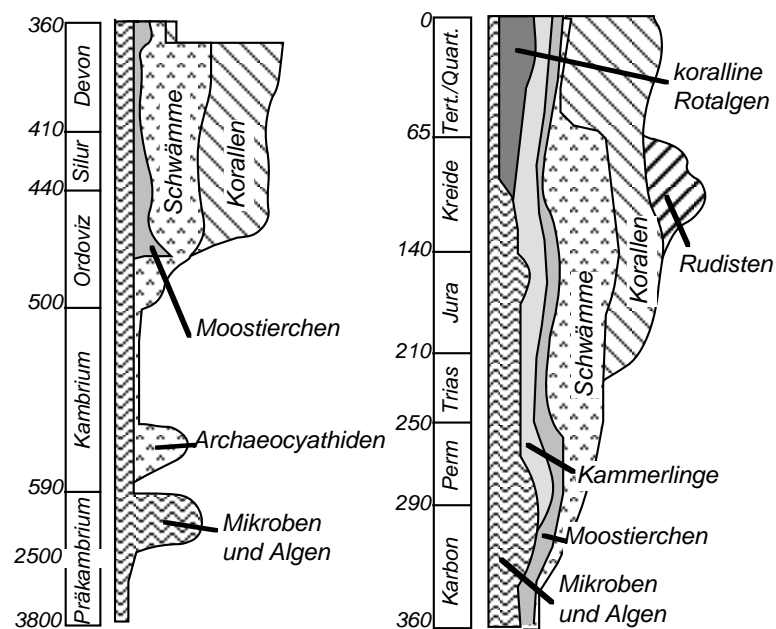 360
Devon
410
Silur
440
Ordoviz
500
Kambrium
590
Präkambrium
2500
3800
Schwämme
Korallen
Moostierchen
Archaeocyathiden
Mikroben
und Algen
0
Tert./Quart.
65
Kreide
140
Jura
210
Trias
250
Perm
290
Karbon
360
koralline
Rotalgen
Rudisten
Korallen
Schwämme
Kammerlinge
Moostierchen
Mikroben
und Algen